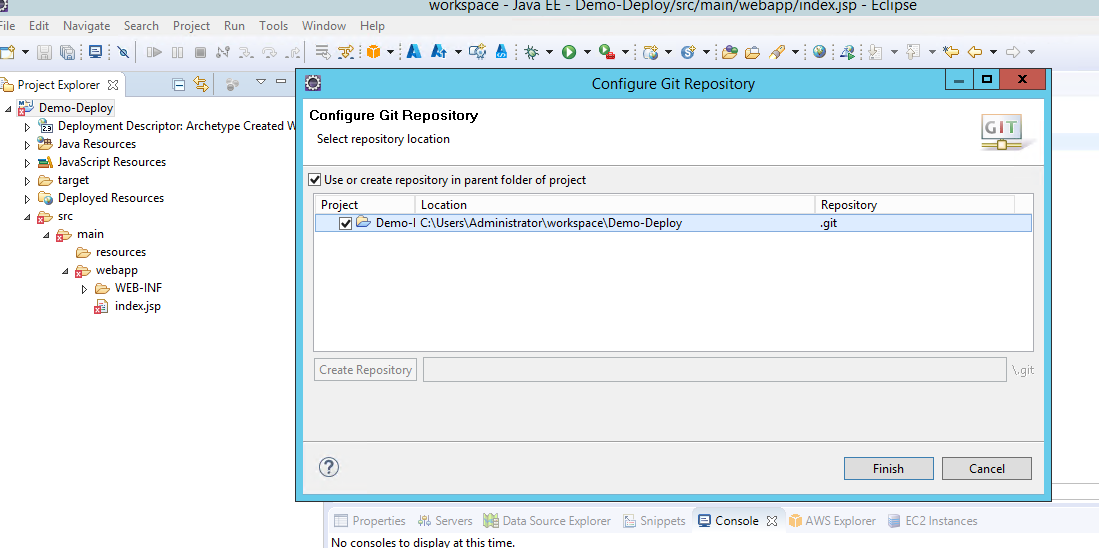 workspace - Java EE - Demo-Deploy/src/main/webapp/index.jsp - Eclipse
File Edit Navigate Search Project Run Tools Window Help
Project Explorer
Demo-Deploy
Deployment Descriptor: Archetype Created W
Java Resources
JavaScript Resources
target
Deployed Resources
src
main
resources
webapp
WEB-INF
index.jsp
Configure Git Repository
X
Configure Git Repository
Select repository location
GIT
Use or create repository in parent folder of project
Project Location Repository
Demo-I C:\Users\Administrator\workspace\Demo-Deploy .git
Create Repository \.git
?
Finish Cancel
Properties Servers Data Source Explorer Snippets Console AWS Explorer EC2 Instances
No consoles to display at this time.